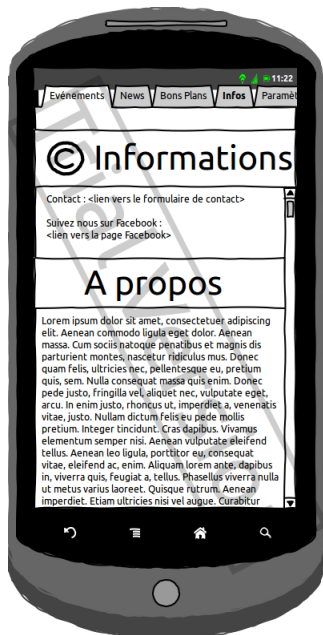 11:22
Evénements News Bons Plans Infos Paramèt
© Informations
Contact : <lien vers le formulaire de contact>
Suivez nous sur Facebook :
<lien vers la page Facebook>
A propos
Lorem ipsum dolor sit amet, consectetuer adipiscing
elit. Aenean commodo ligula eget dolor. Aenean
massa. Cum sociis natoque penatibus et magnis dis
parturient montes, nascetur ridiculus mus. Donec
quam felis, ultricies nec, pellentesque eu, pretium
quis, sem. Nulla consequat massa quis enim. Donec
pede justo, fringilla vel, aliquet nec, vulputate eget,
arcu. In enim justo, rhoncus ut, imperdiet a, venenatis
vitae, justo. Nullam dictum felis eu pede mollis
pretium. Integer tincidunt. Cras dapibus. Vivamus
elementum semper nisi. Aenean vulputate eleifend
tellus. Aenean leo ligula, porttitor eu, consequat
vitae, eleifend ac, enim. Aliquam lorem ante, dapibus
in, viverra quis, feugiat a, tellus. Phasellus viverra nulla
ut metus varius laoreet. Quisque rutrum. Aenean
imperdiet. Etiam ultricies nisi vel augue. Curabitur
Trial Versio